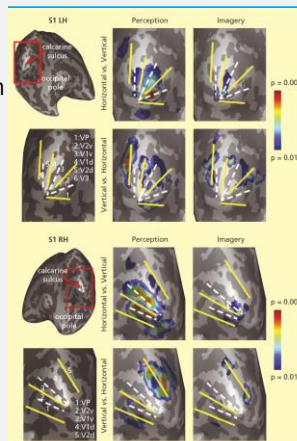 S1 LH
Perception
Imagery
calcarine
sulcus
occipital
pole
Horizontal vs. Vertical
p = 0.00
p = 0.01
1:VP
2:V2v
3:V1v
4:V1d
5:V2d
6:V3
Vertical vs. Horizontal
S1 RH
Perception
Imagery
calcarine
sulcus
occipital
pole
Horizontal vs. Vertical
p = 0.00
p = 0.01
1:VP
2:V2v
3:V1v
4:V1d
5:V2d
Vertical vs. Horizontal